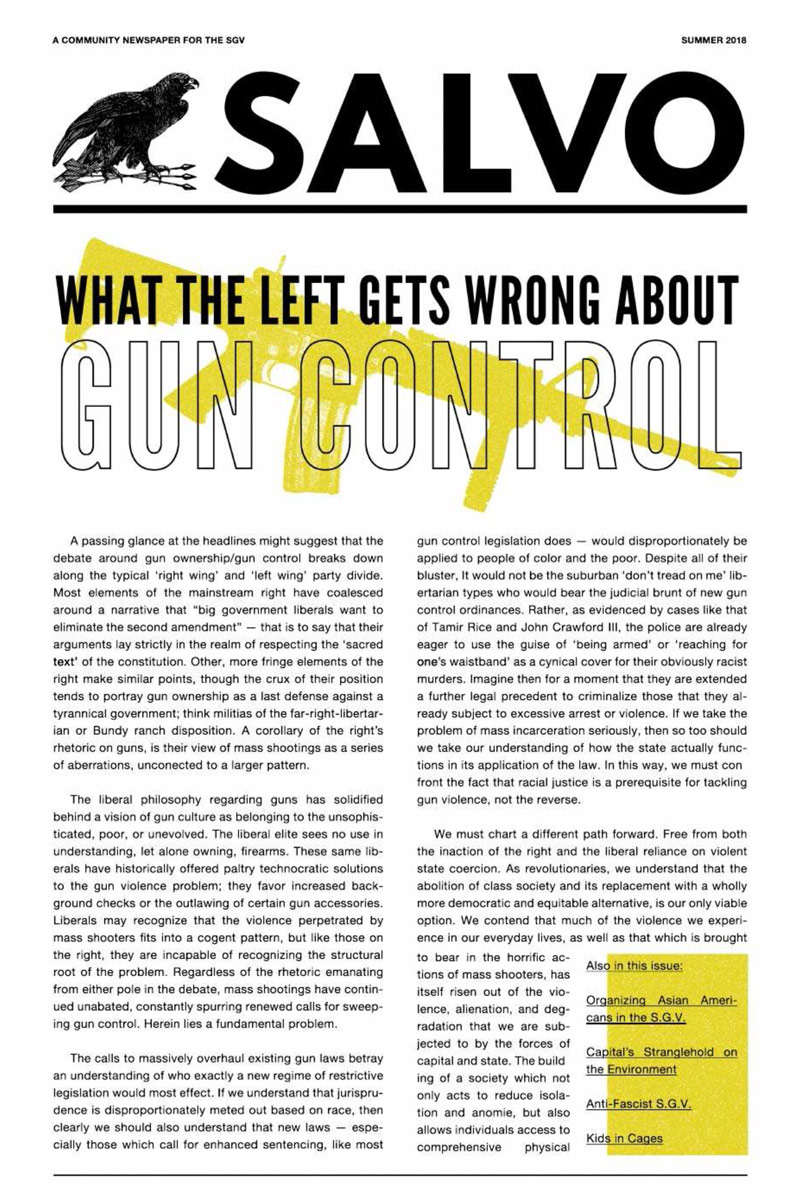 A COMMUNITY NEWSPAPER FOR THE SGV
SUMMER 2018
SALVO
WHAT THE LEFT GETS WRONG ABOUT
GUN CONTROL
A passing glance at the headlines might suggest that the
debate around gun ownership/gun control breaks down
along the typical ‘right wing’ and ‘left wing’ party divide.
Most elements of the mainstream right have coalesced
around a narrative that “big government liberals want to
eliminate the second amendment” — that is to say that their
arguments lay strictly in the realm of respecting the ‘sacred
text’ of the constitution. Other, more fringe elements of the
right make similar points, though the crux of their position
tends to portray gun ownership as a last defense against a
tyrannical government; think militias of the far-right-libertar-
ian or Bundy ranch disposition. A corollary of the right’s
rhetoric on guns, is their view of mass shootings as a series
of aberrations, unconected to a larger pattern.
The liberal philosophy regarding guns has solidified
behind a vision of gun culture as belonging to the unsophis-
ticated, poor, or unevolved. The liberal elite sees no use in
understanding, let alone owning, firearms. These same lib-
erals have historically offered paltry technocratic solutions
to the gun violence problem; they favor increased back-
ground checks or the outlawing of certain gun accessories.
Liberals may recognize that the violence perpetrated by
mass shooters fits into a cogent pattern, but like those on
the right, they are incapable of recognizing the structural
root of the problem. Regardless of the rhetoric emanating
from either pole in the debate, mass shootings have contin-
ued unabated, constantly spurring renewed calls for sweep-
ing gun control. Herein lies a fundamental problem.
The calls to massively overhaul existing gun laws betray
an understanding of who exactly a new regime of restrictive
legislation would most effect. If we understand that jurispru-
dence is disproportionately meted out based on race, then
clearly we should also understand that new laws — espe-
cially those which call for enhanced sentencing, like most
gun control legislation does — would disproportionately be
applied to people of color and the poor. Despite all of their
bluster, It would not be the suburban ‘don’t tread on me’ lib-
ertarian types who would bear the judicial brunt of new gun
control ordinances. Rather, as evidenced by cases like that
of Tamir Rice and John Crawford III, the police are already
eager to use the guise of ‘being armed’ or ‘reaching for
one’s waistband’ as a cynical cover for their obviously racist
murders. Imagine then for a moment that they are extended
a further legal precedent to criminalize those that they al-
ready subject to excessive arrest or violence. If we take the
problem of mass incarceration seriously, then so too should
we take our understanding of how the state actually func-
tions in its application of the law. In this way, we must con
front the fact that racial justice is a prerequisite for tackling
gun violence, not the reverse.
We must chart a different path forward. Free from both
the inaction of the right and the liberal reliance on violent
state coercion. As revolutionaries, we understand that the
abolition of class society and its replacement with a wholly
more democratic and equitable alternative, is our only viable
option. We contend that much of the violence we experi-
ence in our everyday lives, as well as that which is brought
to bear in the horrific ac-
tions of mass shooters, has
itself risen out of the vio-
lence, alienation, and deg-
radation that we are sub-
jected to by the forces of
capital and state. The build
ing of a society which not
only acts to reduce isola-
tion and anomie, but also
allows individuals access to
comprehensive physical
Also in this issue:
Organizing Asian Ameri-
cans in the S.G.V.
Capital’s Stranglehold on
the Environment
Anti-Fascist S.G.V.
Kids in Cages